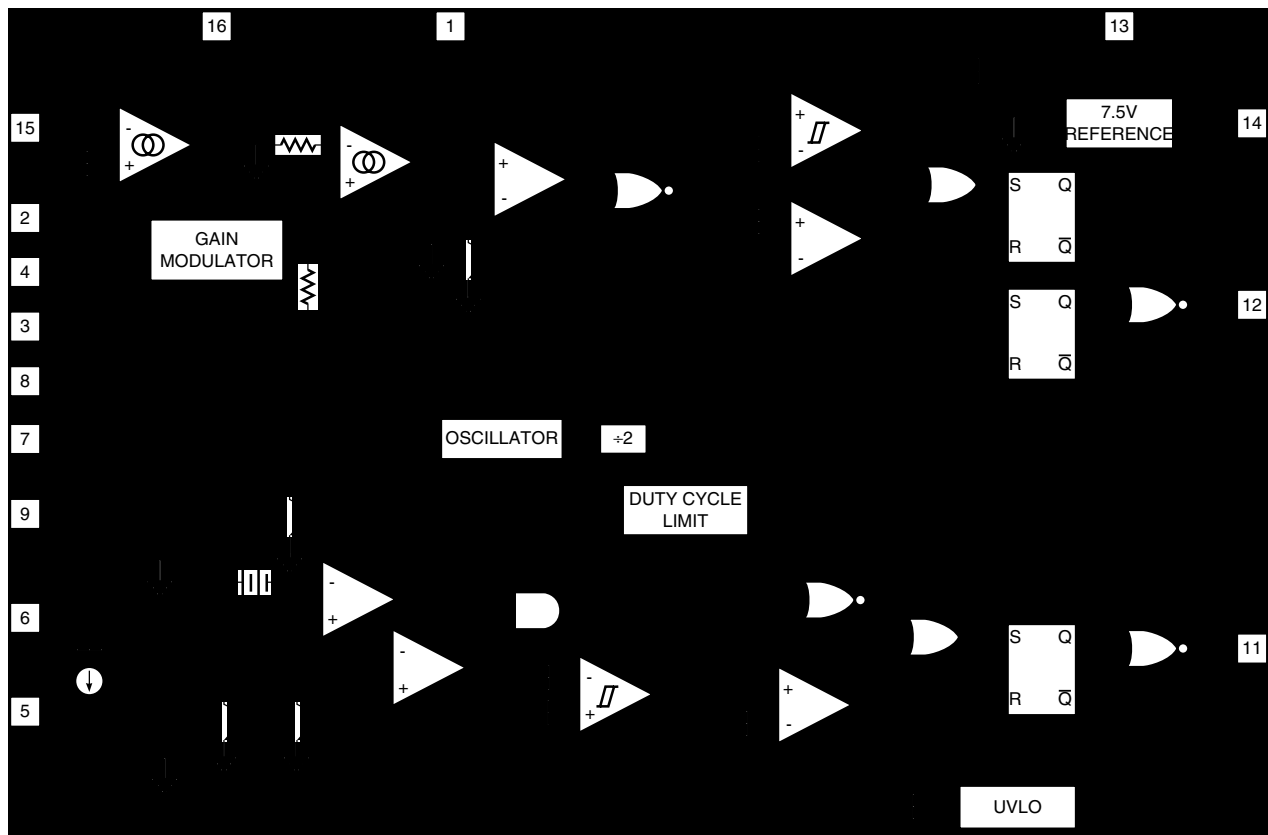 16
1
13
15
-
+
-
+
+
-
+
-
7.5V
REFERENCE
14
S Q
R Q̅
2
GAIN
MODULATOR
+
-
4
3
S Q
R Q̅
12
8
7
OSCILLATOR
÷2
9
DUTY CYCLE
LIMIT
-
+
6
-
+
S Q
R Q̅
11
-
+
+
-
5
UVLO